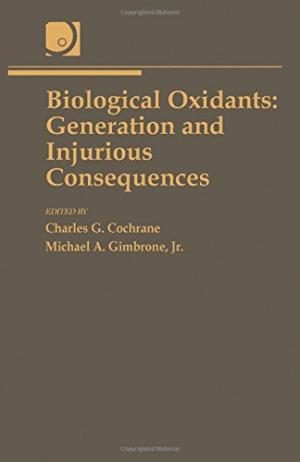 Biological Oxidants:
Generation and
Injurious
Consequences
EDITED BY
Charles G. Cochrane
Michael A. Gimbrone, Jr.